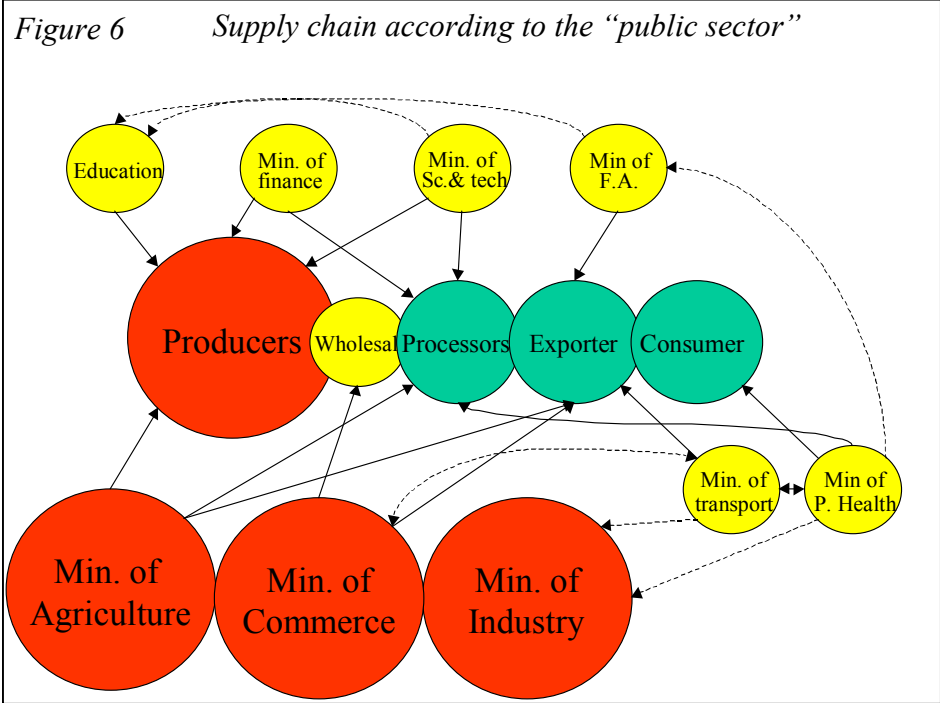 Figure 6 Supply chain according to the “public sector”
Education
Min. of
finance
Min. of
Sc.& tech
Min of
F.A.
Producers
Wholesal
Processors
Exporter
Consumer
Min. of
transport
Min of
P. Health
Min. of
Agriculture
Min. of
Commerce
Min. of
Industry